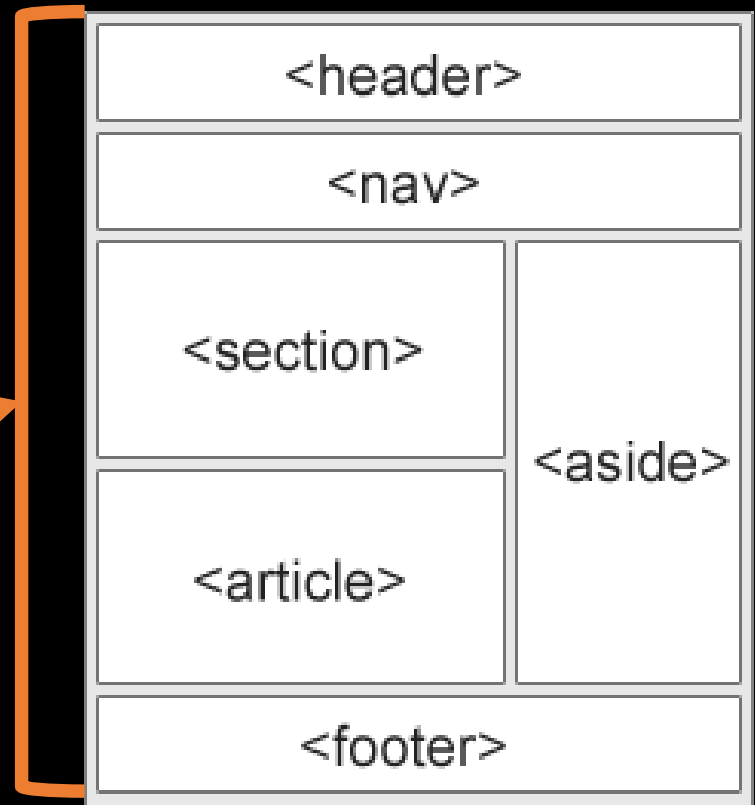 <header>
<nav>
<section>
<aside>
<article>
<footer>